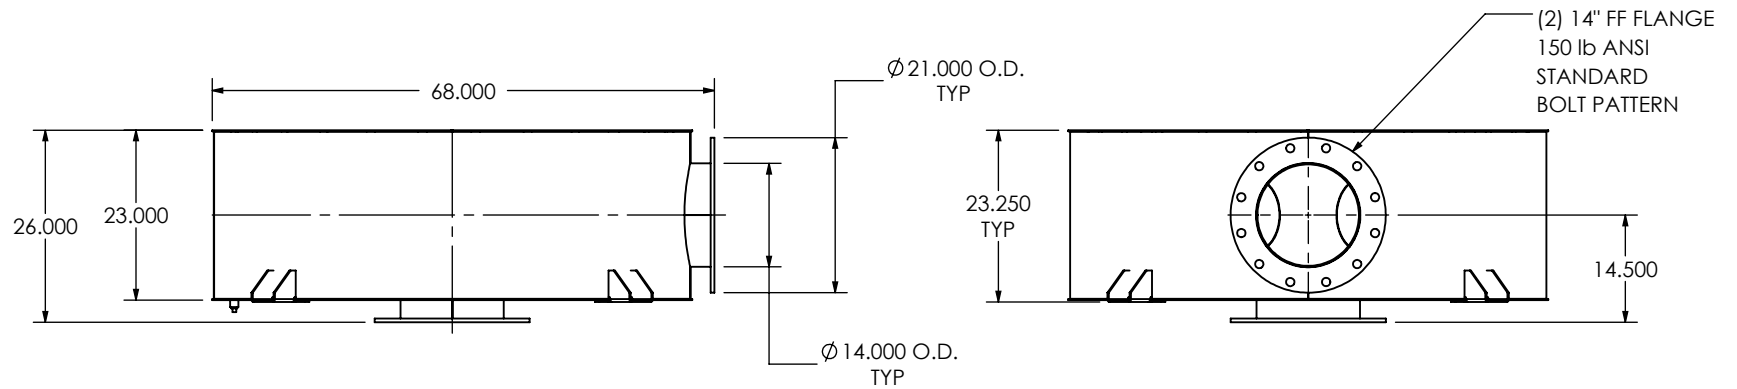 (2) 14" FF FLANGE
150 lb ANSI
STANDARD
BOLT PATTERN
Ø21.000 O.D.
TYP
68.000
26.000
23.000
23.250
TYP
14.500
Ø14.000 O.D.
TYP